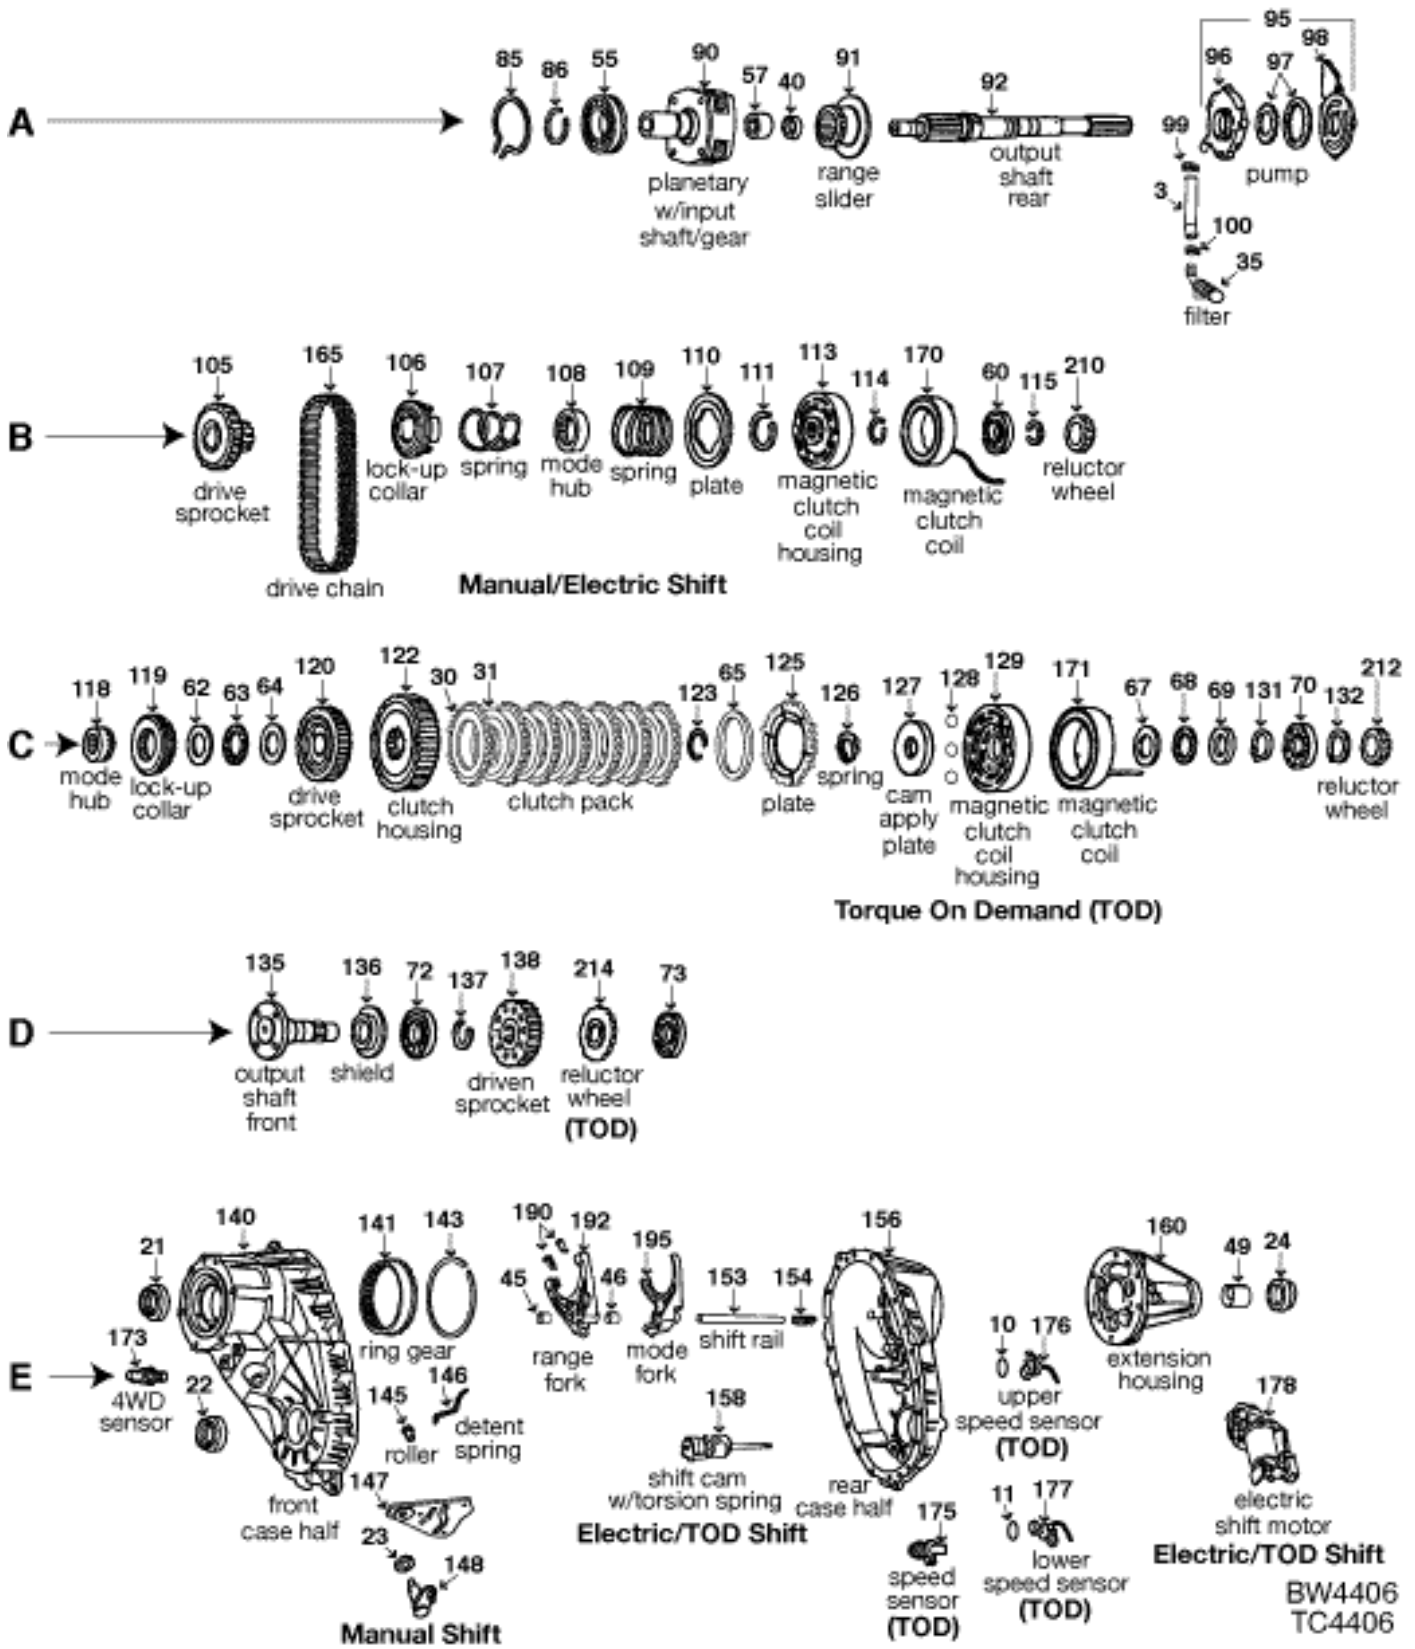 95
98
90
91
96
97
85
86
55
57
40
92
A
99
output
shaft
rear
range
slider
pump
planetary
w/input
shaft/gear
3
100
35
filter
105
165
106
107
108
109
110
111
113
114
170
60
115
210
B
lock-up
collar
spring
mode
hub
spring
plate
magnetic
clutch
coil
housing
magnetic
clutch
coil
reluctor
wheel
drive
sprocket
drive chain
Manual/Electric Shift
118
119
62
63
64
120
122
30
31
123
65
125
126
127
128
129
171
67
68
69
131
70
132
212
C
mode
hub
lock-up
collar
drive
sprocket
clutch
housing
clutch pack
plate
spring
cam
apply
plate
magnetic
clutch
coil
housing
magnetic
clutch
coil
reluctor
wheel
Torque On Demand (TOD)
135
136
72
137
138
214
73
D
output
shaft
front
shield
driven
sprocket
reluctor
wheel
(TOD)
21
140
141
143
190
192
45
46
195
153
154
156
160
49
24
173
E
4WD
sensor
22
ring gear
range
fork
mode
fork
shift rail
10
176
upper
speed sensor
(TOD)
extension
housing
178
145
roller
146
detent
spring
158
shift cam
w/torsion spring
Electric/TOD Shift
rear
case half
front
case half
147
23
148
Manual Shift
175
speed
sensor
(TOD)
11
177
lower
speed sensor
(TOD)
electric
shift motor
Electric/TOD Shift
BW4406
TC4406